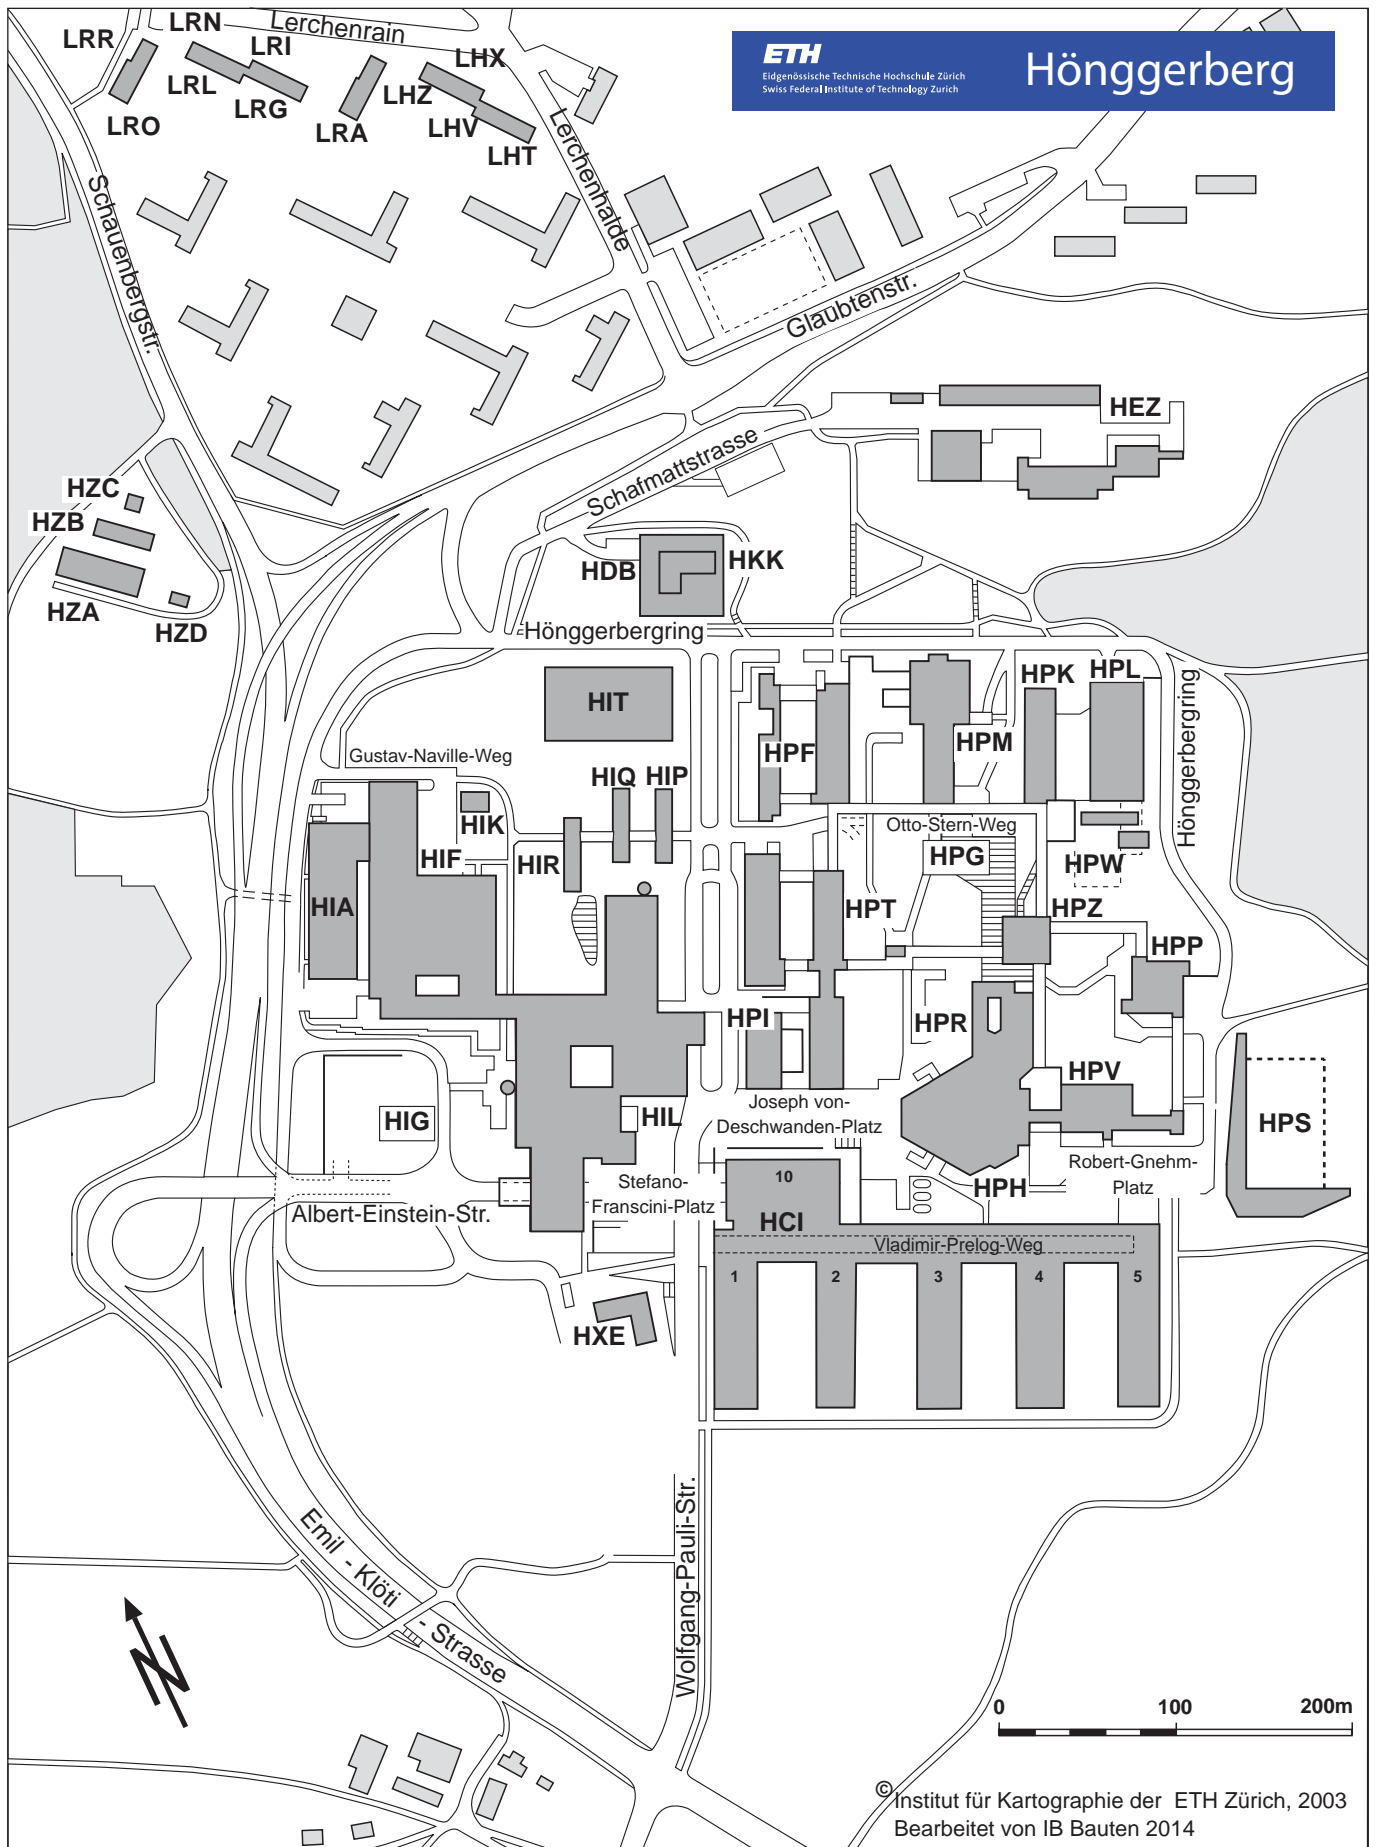 LRR
LRN
Lerchenrain
LRI
LHX
LRL
LRG
LHZ
LRO
LRA
LHV
LHT
ETH
Eidgenössische Technische Hochschule Zürich
Swiss Federal Institute of Technology Zurich
Hönggerberg
Lerchenhalde
Schauenbergstr.
Glaubtenstr.
HEZ
Schafmattstrasse
HZC
HZB
HZA
HZD
HDB
HKK
Hönggerbergring
HIT
HPK
HPL
HPF
HPM
Hönggerbergring
Gustav-Naville-Weg
HIQ
HIP
HIK
Otto-Stern-Weg
HIF
HIR
HPG
HPW
HIA
HPT
HPZ
HPP
HPI
HPR
HPV
HIG
HIL
Joseph von-
Deschwanden-Platz
HPS
Stefano-
Franscini-Platz
10
HPH
Robert-Gnehm-
Platz
Albert-Einstein-Str.
HCI
Vladimir-Prelog-Weg
1
2
3
4
5
HXE
Emil - Klöti - Strasse
Wolfgang-Pauli-Str.
N
0
100
200m
© Institut für Kartographie der ETH Zürich, 2003
Bearbeitet von IB Bauten 2014